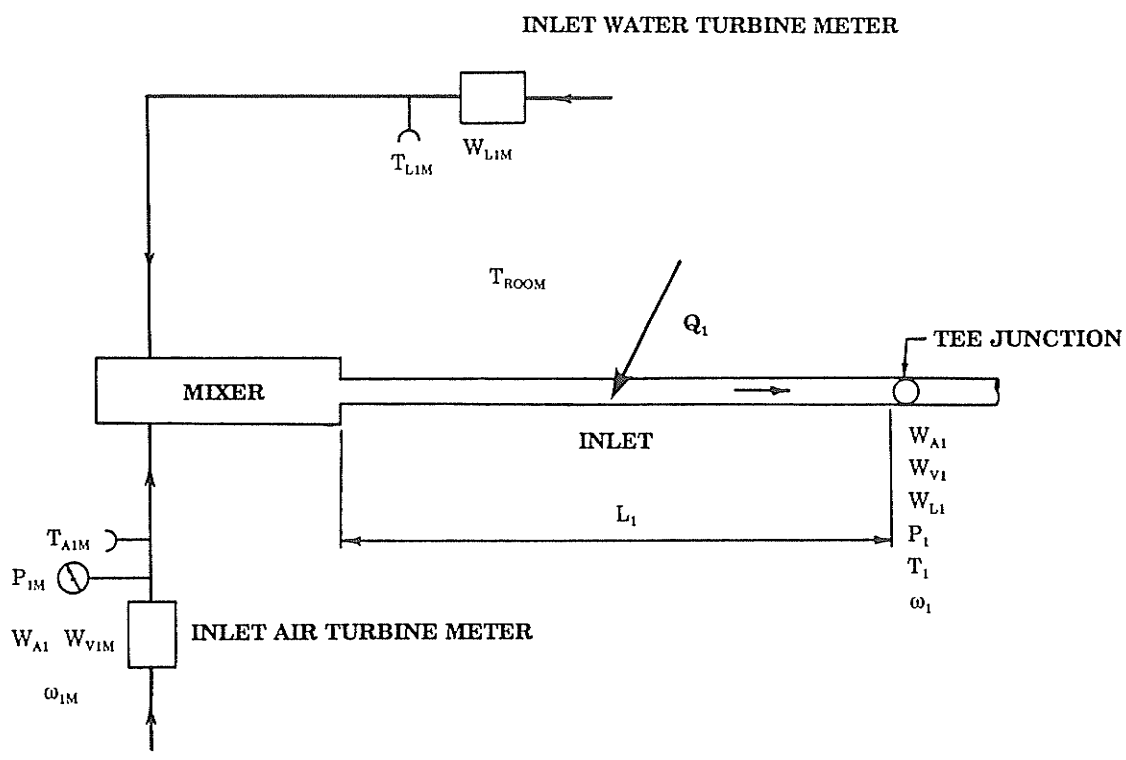 INLET WATER TURBINE METER
W_L1M
T_L1M
T_ROOM
Q_1
TEE JUNCTION
MIXER
INLET
W_A1
W_V1
W_L1
L_1
P_1
T_1
ω_1
T_A1M
P_1M
INLET AIR TURBINE METER
W_A1 W_V1M
ω_1M